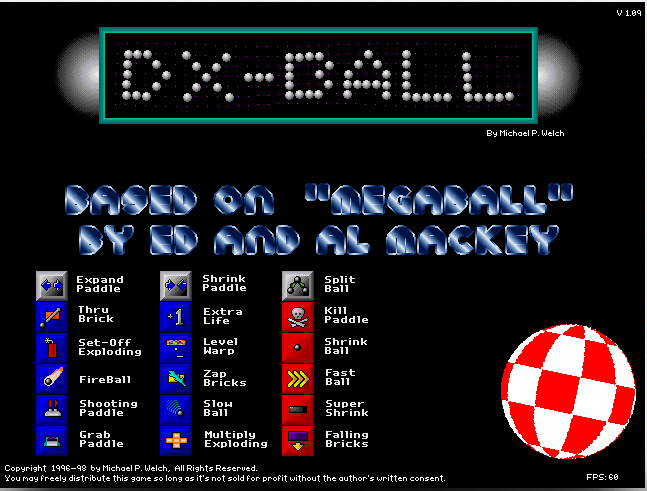 V 1.09
DX-BALL
By Michael P. Welch
BASED ON "MEGABALL"
BY ED AND AL MACKEY
Expand Paddle
Shrink Paddle
Split Ball
Thru Brick
+1
Extra Life
Kill Paddle
Set-Off Exploding
Level Warp
Shrink Ball
FireBall
Zap Bricks
Fast Ball
Shooting Paddle
Slow Ball
Super Shrink
Grab Paddle
Multiply Exploding
Falling Bricks
Copyright 1996-98 by Michael P. Welch, All Rights Reserved.
You may freely distribute this game so long as it's not sold for profit without the author's written consent.
FPS:60